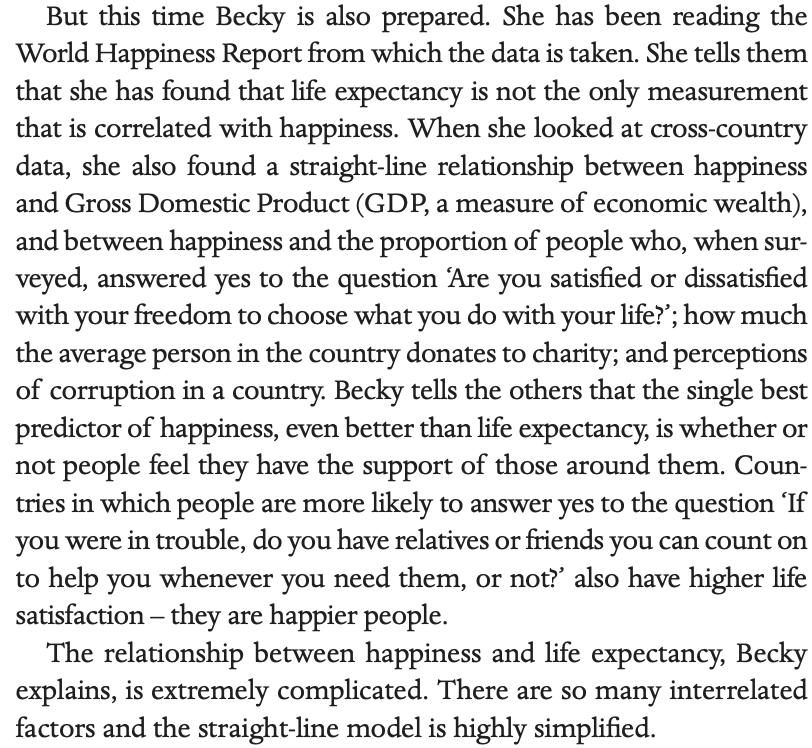 But this time Becky is also prepared. She has been reading the
World Happiness Report from which the data is taken. She tells them
that she has found that life expectancy is not the only measurement
that is correlated with happiness. When she looked at cross-country
data, she also found a straight-line relationship between happiness
and Gross Domestic Product (GDP, a measure of economic wealth),
and between happiness and the proportion of people who, when sur-
veyed, answered yes to the question ‘Are you satisfied or dissatisfied
with your freedom to choose what you do with your life?’; how much
the average person in the country donates to charity; and perceptions
of corruption in a country. Becky tells the others that the single best
predictor of happiness, even better than life expectancy, is whether or
not people feel they have the support of those around them. Coun-
tries in which people are more likely to answer yes to the question ‘If
you were in trouble, do you have relatives or friends you can count on
to help you whenever you need them, or not?’ also have higher life
satisfaction – they are happier people.
The relationship between happiness and life expectancy, Becky
explains, is extremely complicated. There are so many interrelated
factors and the straight-line model is highly simplified.